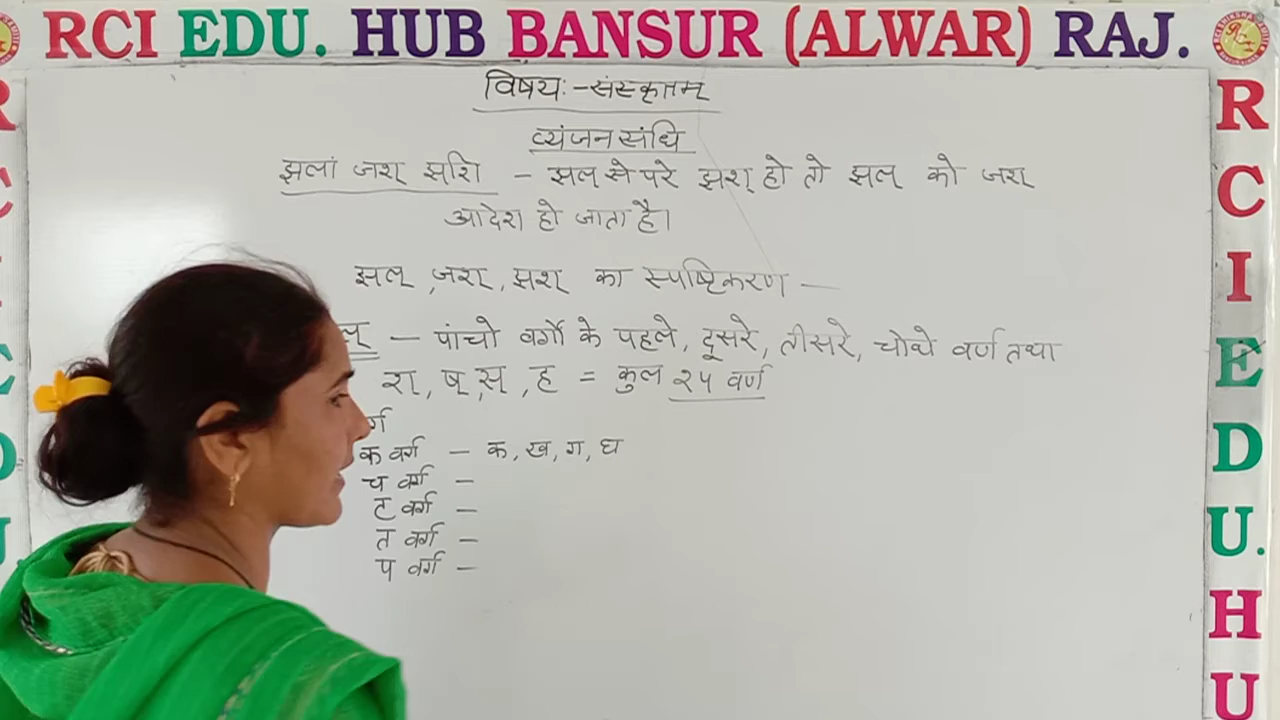 RCI EDU. HUB BANSUR (ALWAR) RAJ.
विषयः-संस्कृतम्
व्यंजन संधि
झलां जश् झशि - झल् से परे झश् हो तो झल् को जश्
आदेश हो जाता है।
झल्, जश्, झश् का स्पष्टिकरण -
ल् - पांचो वर्गों के पहले, दूसरे, तीसरे, चोथे वर्ण तथा
श्, ष्, स्, ह = कुल २५ वर्ण
र्ग
क वर्ग - क, ख, ग, घ
च वर्ग -
ट वर्ग -
त वर्ग -
प वर्ग -
R
C
I
E
D
U.
H
U